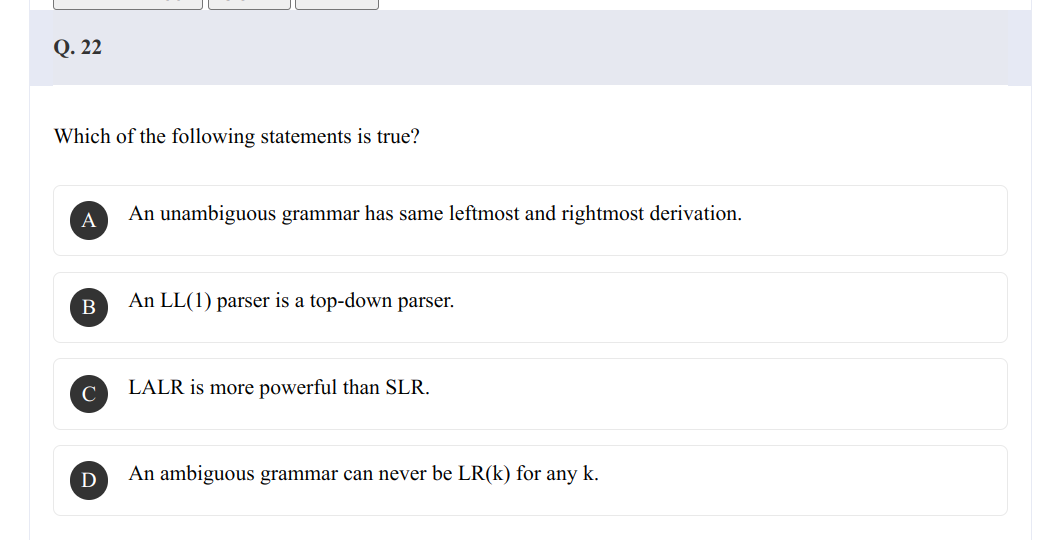 Q. 22
Which of the following statements is true?
A
An unambiguous grammar has same leftmost and rightmost derivation.
B
An LL(1) parser is a top-down parser.
C
LALR is more powerful than SLR.
D
An ambiguous grammar can never be LR(k) for any k.